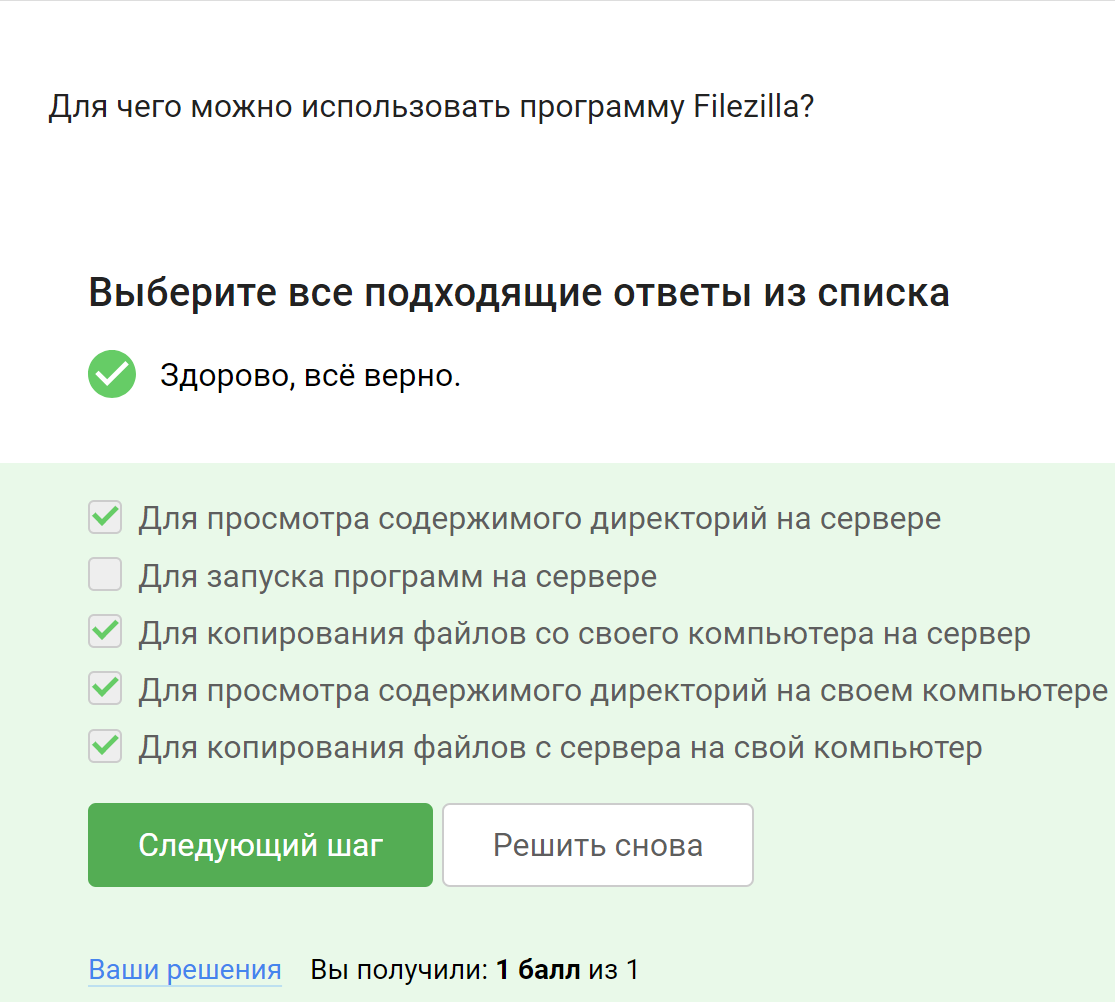 Для чего можно использовать программу Filezilla?
Выберите все подходящие ответы из списка
Здорово, всё верно.
Для просмотра содержимого директорий на сервере
Для запуска программ на сервере
Для копирования файлов со своего компьютера на сервер
Для просмотра содержимого директорий на своем компьютере
Для копирования файлов с сервера на свой компьютер
Следующий шаг Решить снова
Ваши решения Вы получили: 1 балл из 1